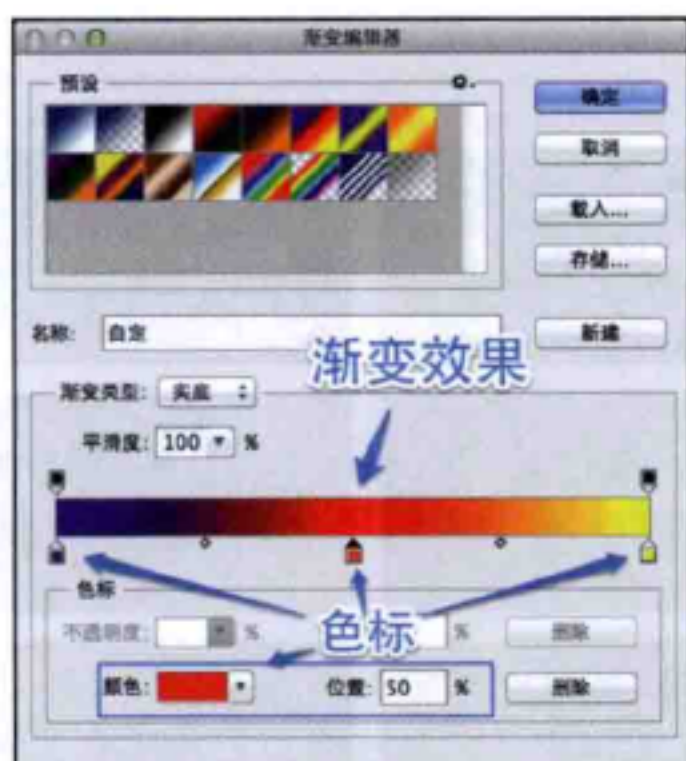 渐变编辑器
预设
确定
取消
载入...
存储...
名称: 自定
新建
渐变效果
渐变类型: 实底
平滑度: 100 %
色标
不透明度: %
%
删除
色标
颜色:
位置: 50 %
删除